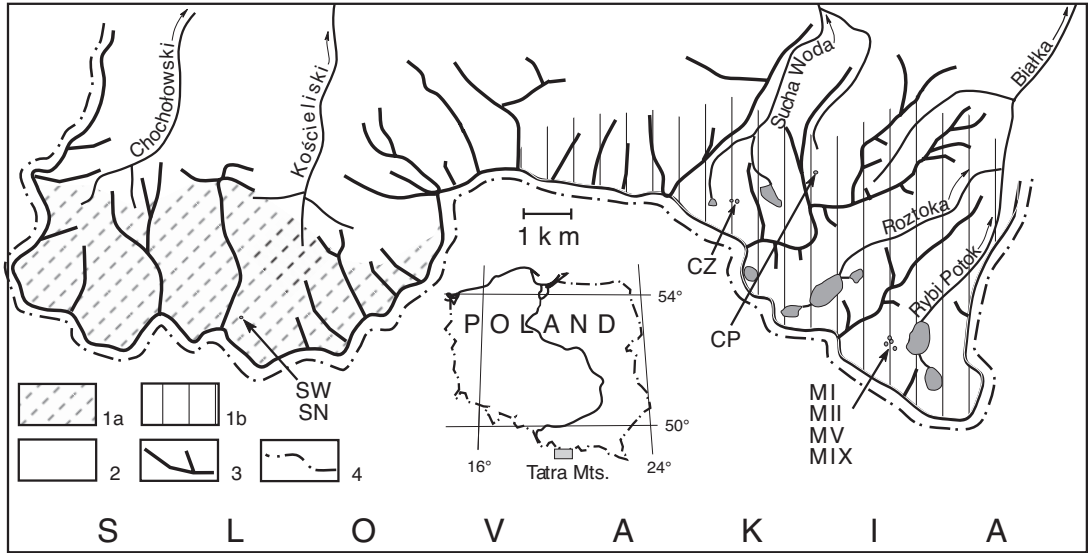 Chochołowski
Kościeliski
Sucha Woda
Białka
Roztoka
Rybi Potok
1 km
CZ
CP
POLAND
54°
50°
16°
24°
Tatra Mts.
SW
SN
MI
MII
MV
MIX
1a
1b
2
3
4
SLOVAKIA